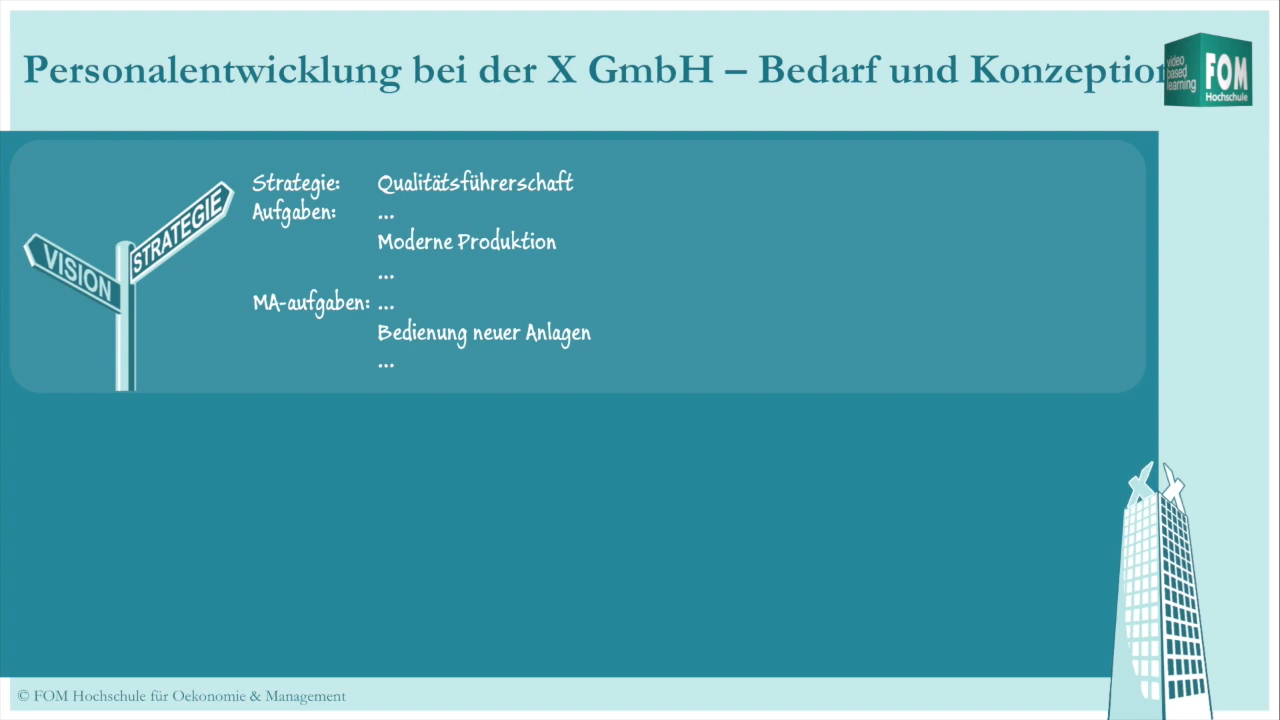 Personalentwicklung bei der X GmbH – Bedarf und Konzeption
video based learning
FOM
Hochschule
VISION
STRATEGIE
Strategie: Qualitätsführerschaft
Aufgaben: ...
Moderne Produktion
...
MA-aufgaben: ...
Bedienung neuer Anlagen
...
X X
© FOM Hochschule für Oekonomie & Management